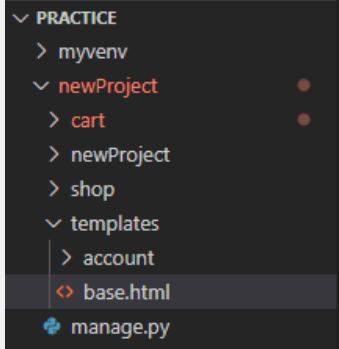 PRACTICE
myvenv
newProject
cart
newProject
shop
templates
account
base.html
manage.py